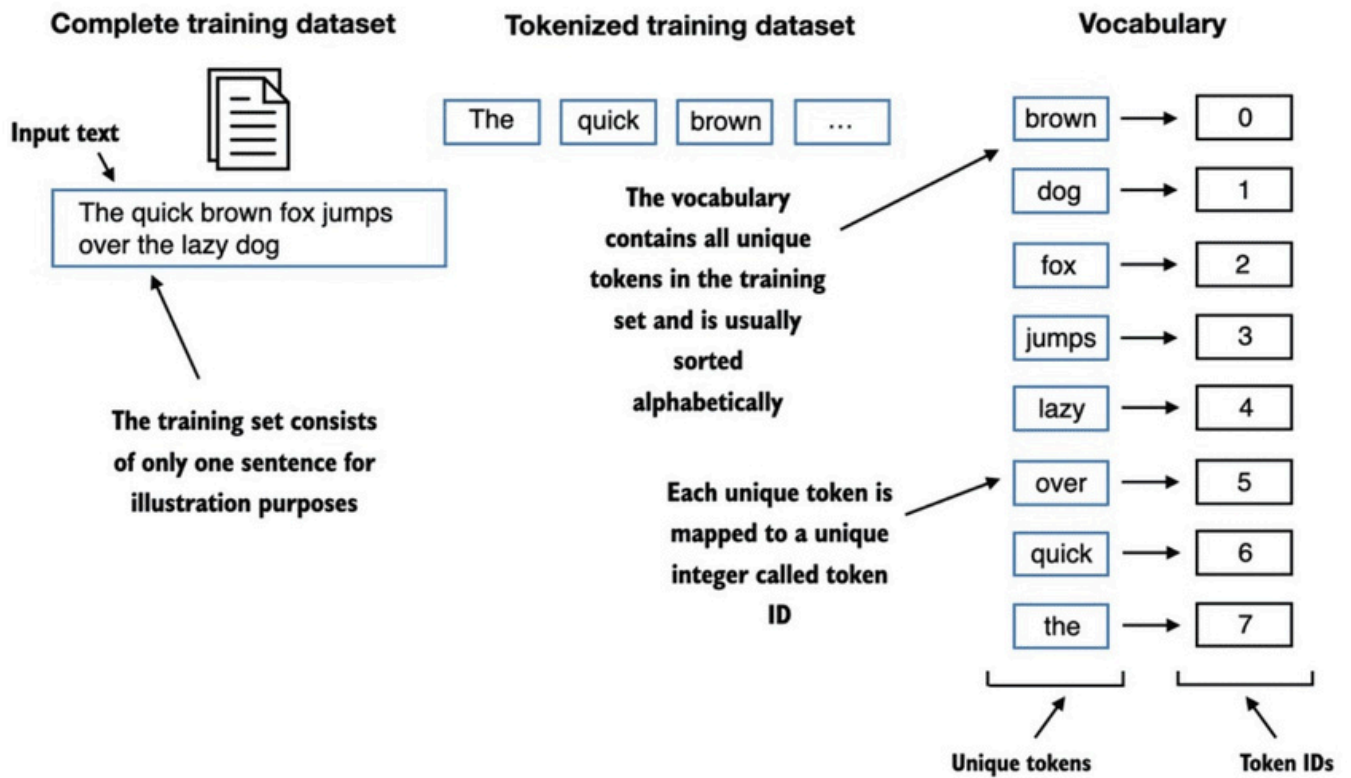 Complete training dataset
Tokenized training dataset
Vocabulary
Input text
The quick brown fox jumps
over the lazy dog
The training set consists
of only one sentence for
illustration purposes
The
quick
brown
...
The vocabulary
contains all unique
tokens in the training
set and is usually
sorted
alphabetically
Each unique token is
mapped to a unique
integer called token
ID
brown 0
dog 1
fox 2
jumps 3
lazy 4
over 5
quick 6
the 7
Unique tokens
Token IDs